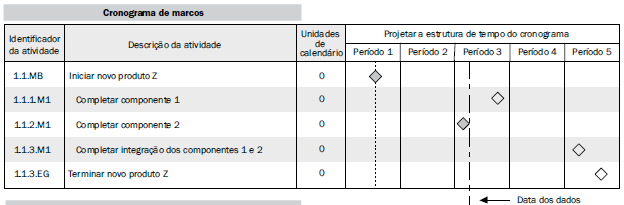 Cronograma de marcos
Identificador da atividade Descrição da atividade Unidades de calendário Projetar a estrutura de tempo do cronograma
Período 1 Período 2 Período 3 Período 4 Período 5
1.1.MB Iniciar novo produto Z 0
1.1.1.M1 Completar componente 1 0
1.1.2.M1 Completar componente 2 0
1.1.3.M1 Completar integração dos componentes 1 e 2 0
1.1.3.EG Terminar novo produto Z 0
Data dos dados